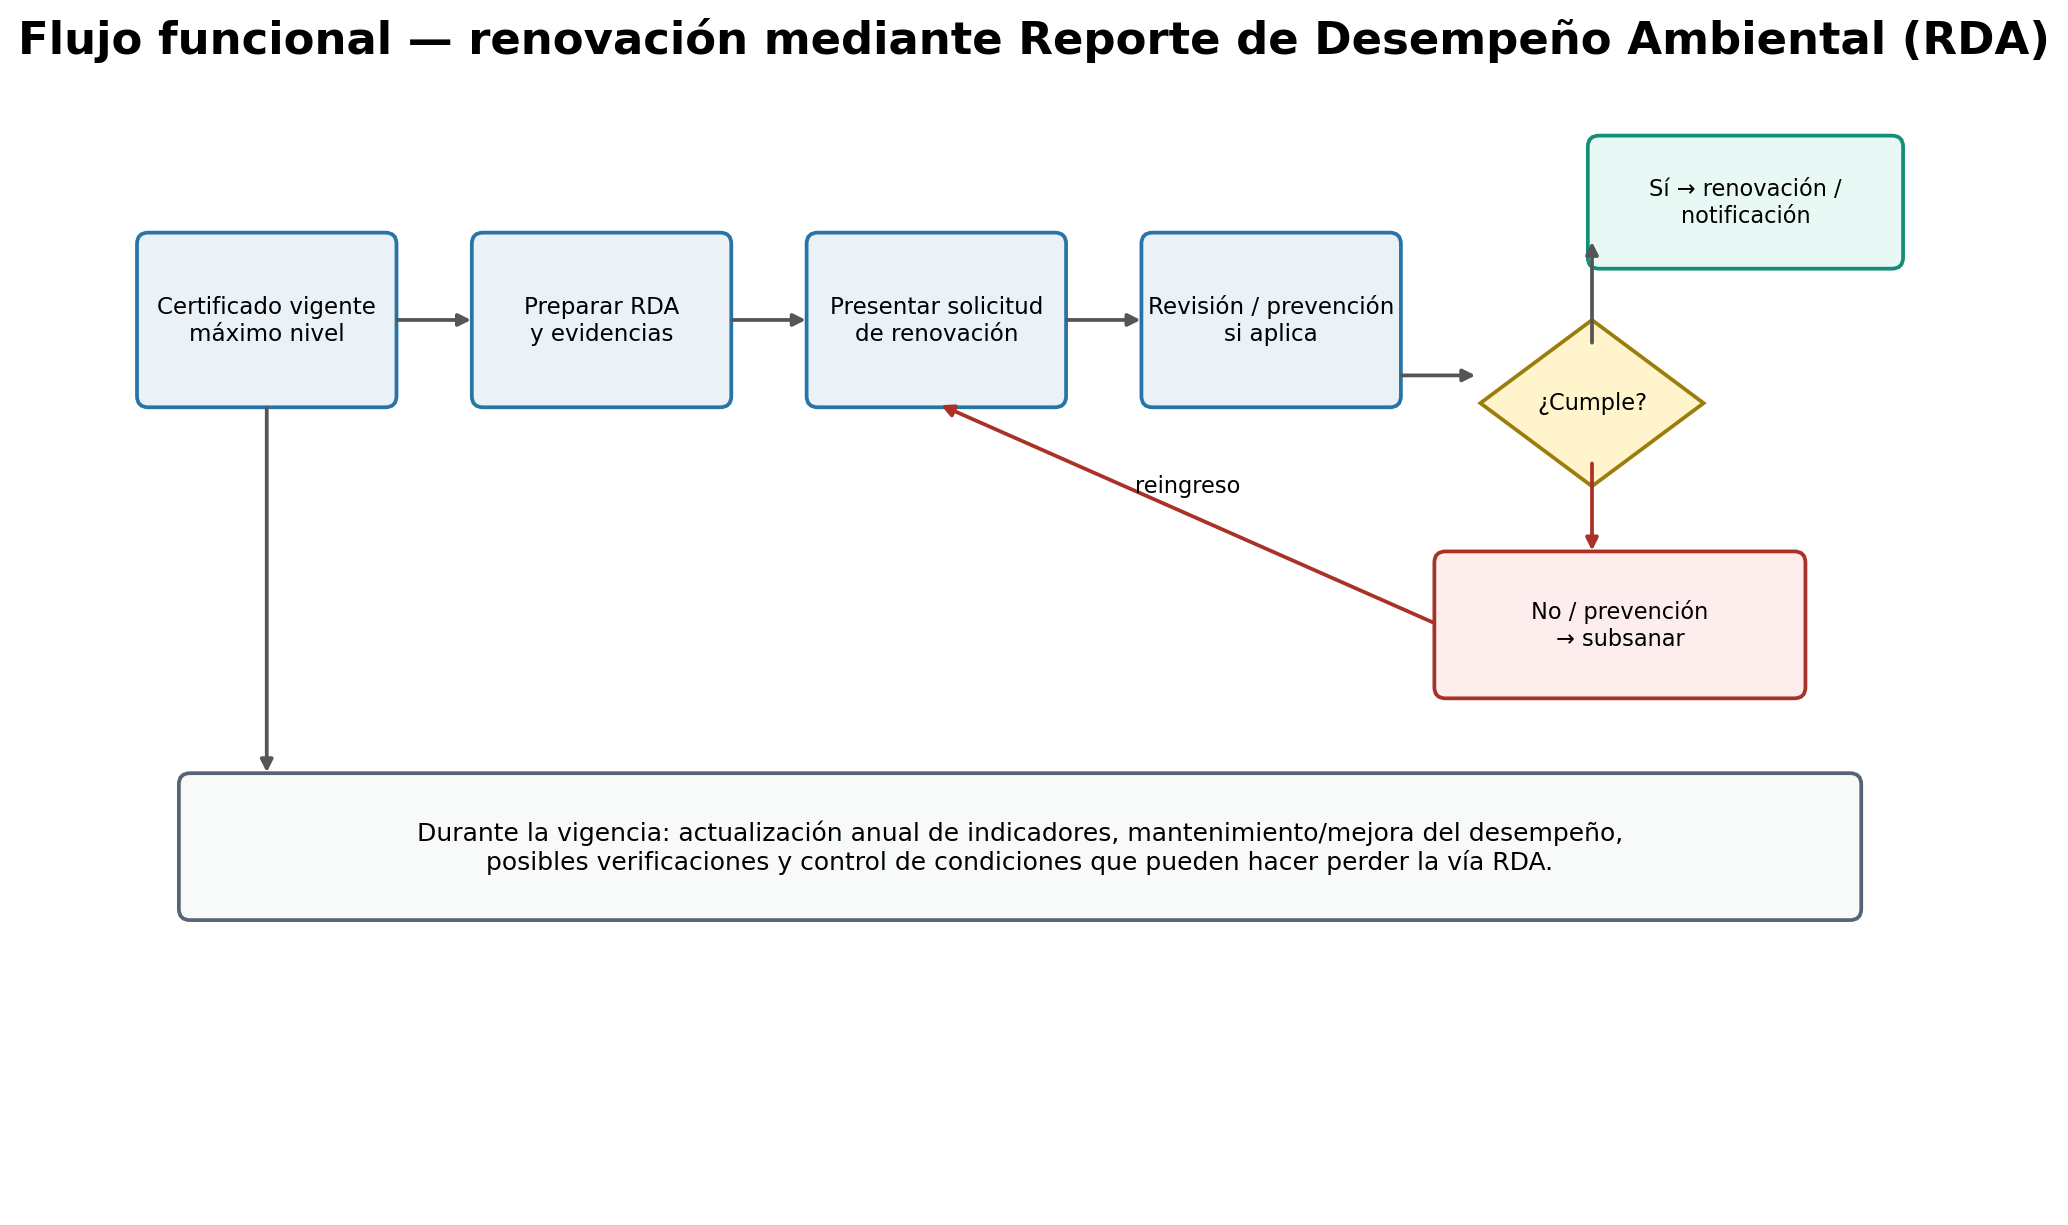 Flujo funcional — renovación mediante Reporte de Desempeño Ambiental (RDA)
Sí → renovación /
notificación
Certificado vigente
máximo nivel
Preparar RDA
y evidencias
Presentar solicitud
de renovación
Revisión / prevención
si aplica
¿Cumple?
reingreso
No / prevención
→ subsanar
Durante la vigencia: actualización anual de indicadores, mantenimiento/mejora del desempeño,
posibles verificaciones y control de condiciones que pueden hacer perder la vía RDA.